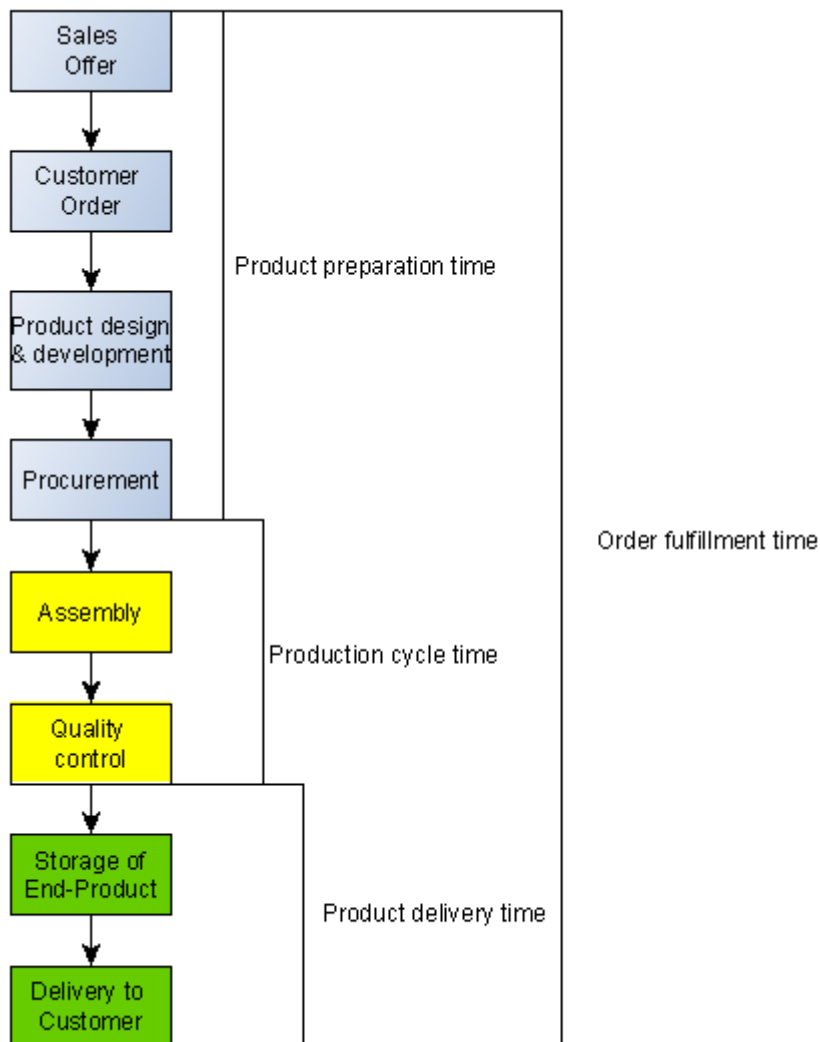 Sales
Offer
Customer
Order
Product preparation time
Product design
& development
Procurement
Order fulfillment time
Assembly
Production cycle time
Quality
control
Storage of
End-Product
Product delivery time
Delivery to
Customer